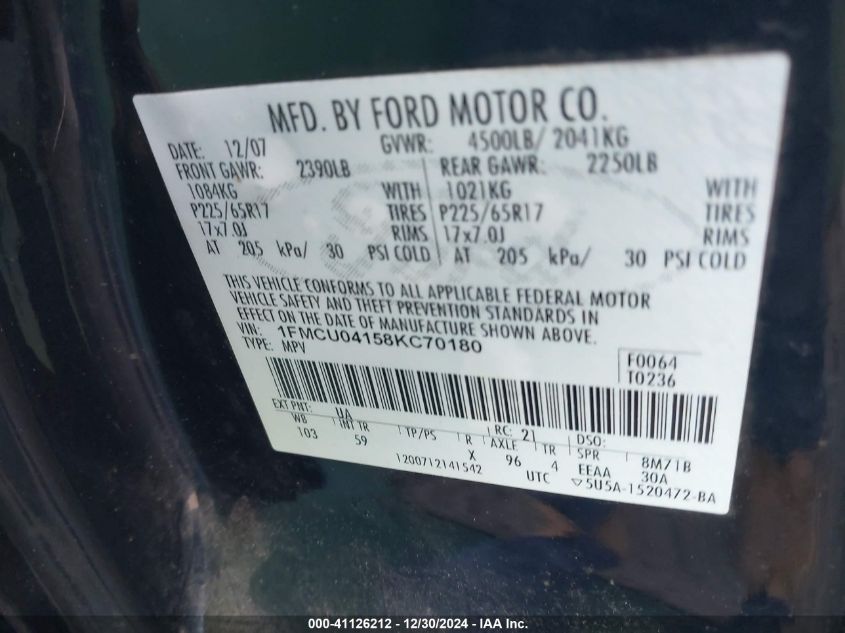 MFD. BY FORD MOTOR CO.
DATE: 12/07 GVWR: 4500LB/ 2041KG
FRONT GAWR: 2390LB REAR GAWR: 2250LB
1084KG WITH 1021KG WITH
P225/65R17 TIRES P225/65R17 TIRES
17x7.0J RIMS 17x7.0J RIMS
AT 205 kPa/ 30 PSI COLD AT 205 kPa/ 30 PSI COLD
THIS VEHICLE CONFORMS TO ALL APPLICABLE FEDERAL MOTOR
VEHICLE SAFETY AND THEFT PREVENTION STANDARDS IN
EFFECT ON THE DATE OF MANUFACTURE SHOWN ABOVE.
VIN: 1FMCU04158KC70180
TYPE: MPV
F0064
T0236
EXT PNT: UA RC: 21 DSO:
WB INT TR TP/PS R AXLE TR SPR 8M71B
103 59 X 96 4 EEAA 30A
1200712141542 UTC ▽5U5A-1520472-BA
000-41126212 - 12/30/2024 - IAA Inc.